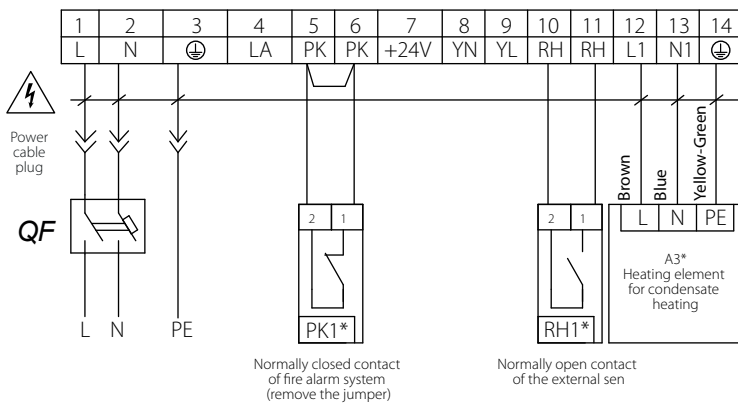 1 2 3 4 5 6 7 8 9 10 11 12 13 14
L N LA PK PK +24V YN YL RH RH L1 N1
Power
cable
plug
QF
L N PE
2 1
PK1*
Normally closed contact
of fire alarm system
(remove the jumper)
2 1
RH1*
Normally open contact
of the external sen
Brown
Blue
Yellow-Green
L N PE
A3*
Heating element
for condensate
heating